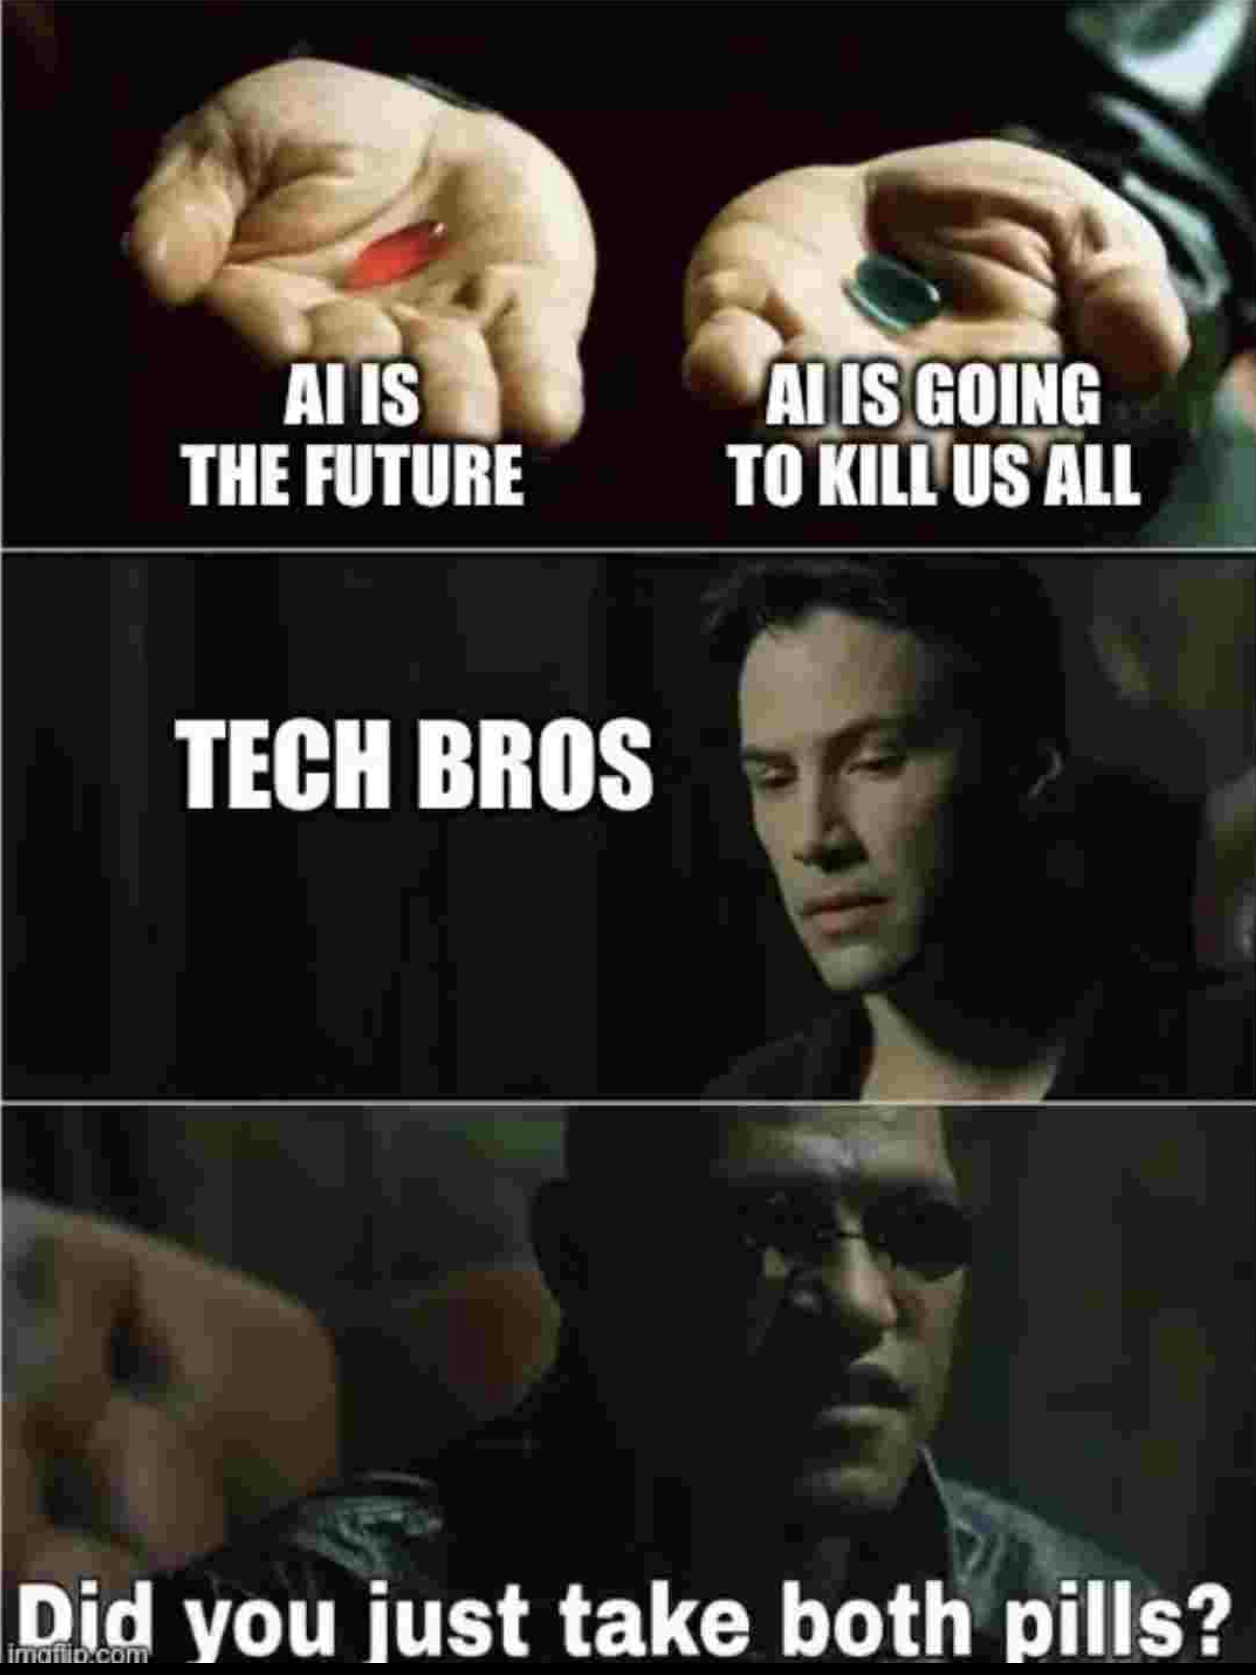 AI IS
THE FUTURE
AI IS GOING
TO KILL US ALL
TECH BROS
Did you just take both pills?
imgflip.com